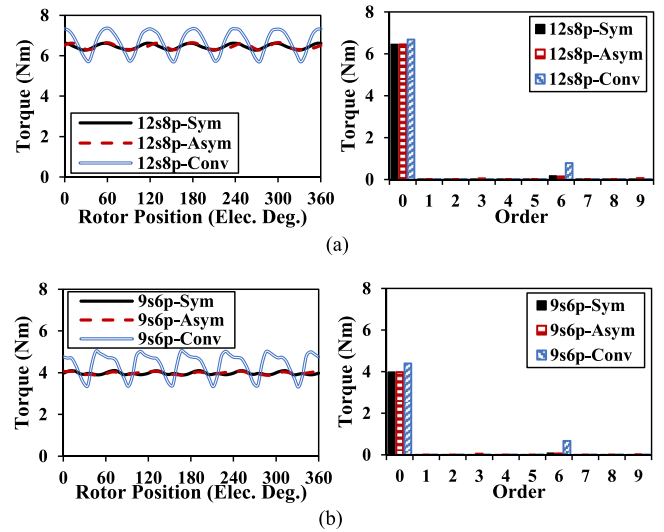 8
6
4
2
0
Torque (Nm)
12s8p-Sym
12s8p-Asym
12s8p-Conv
0 60 120 180 240 300 360
Rotor Position (Elec. Deg.)
8
6
4
2
0
Torque (Nm)
12s8p-Sym
12s8p-Asym
12s8p-Conv
0 1 2 3 4 5 6 7 8 9
Order
(a)
8
6
4
2
0
Torque (Nm)
9s6p-Sym
9s6p-Asym
9s6p-Conv
0 60 120 180 240 300 360
Rotor Position (Elec. Deg.)
8
6
4
2
0
Torque (Nm)
9s6p-Sym
9s6p-Asym
9s6p-Conv
0 1 2 3 4 5 6 7 8 9
Order
(b)